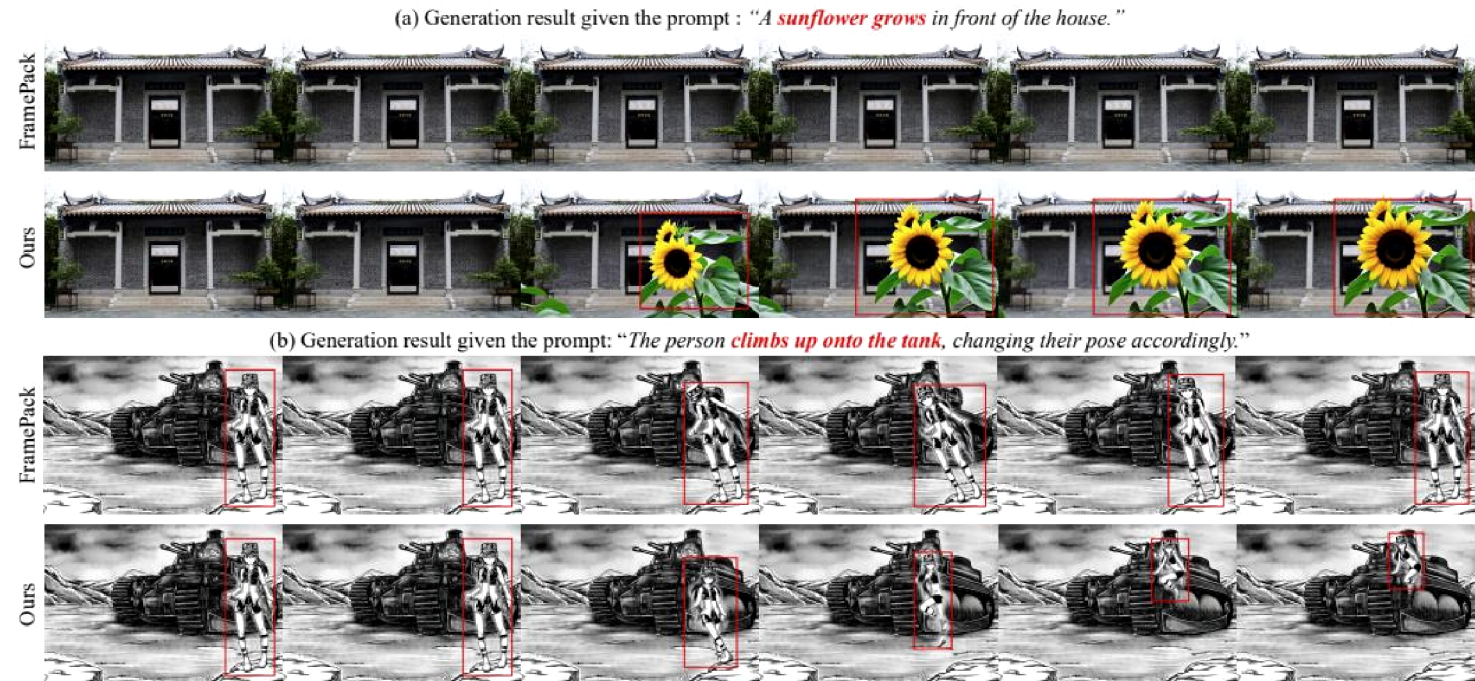 (a) Generation result given the prompt : “A sunflower grows in front of the house.”
FramePack
Ours
(b) Generation result given the prompt: “The person climbs up onto the tank, changing their pose accordingly.”
FramePack
Ours